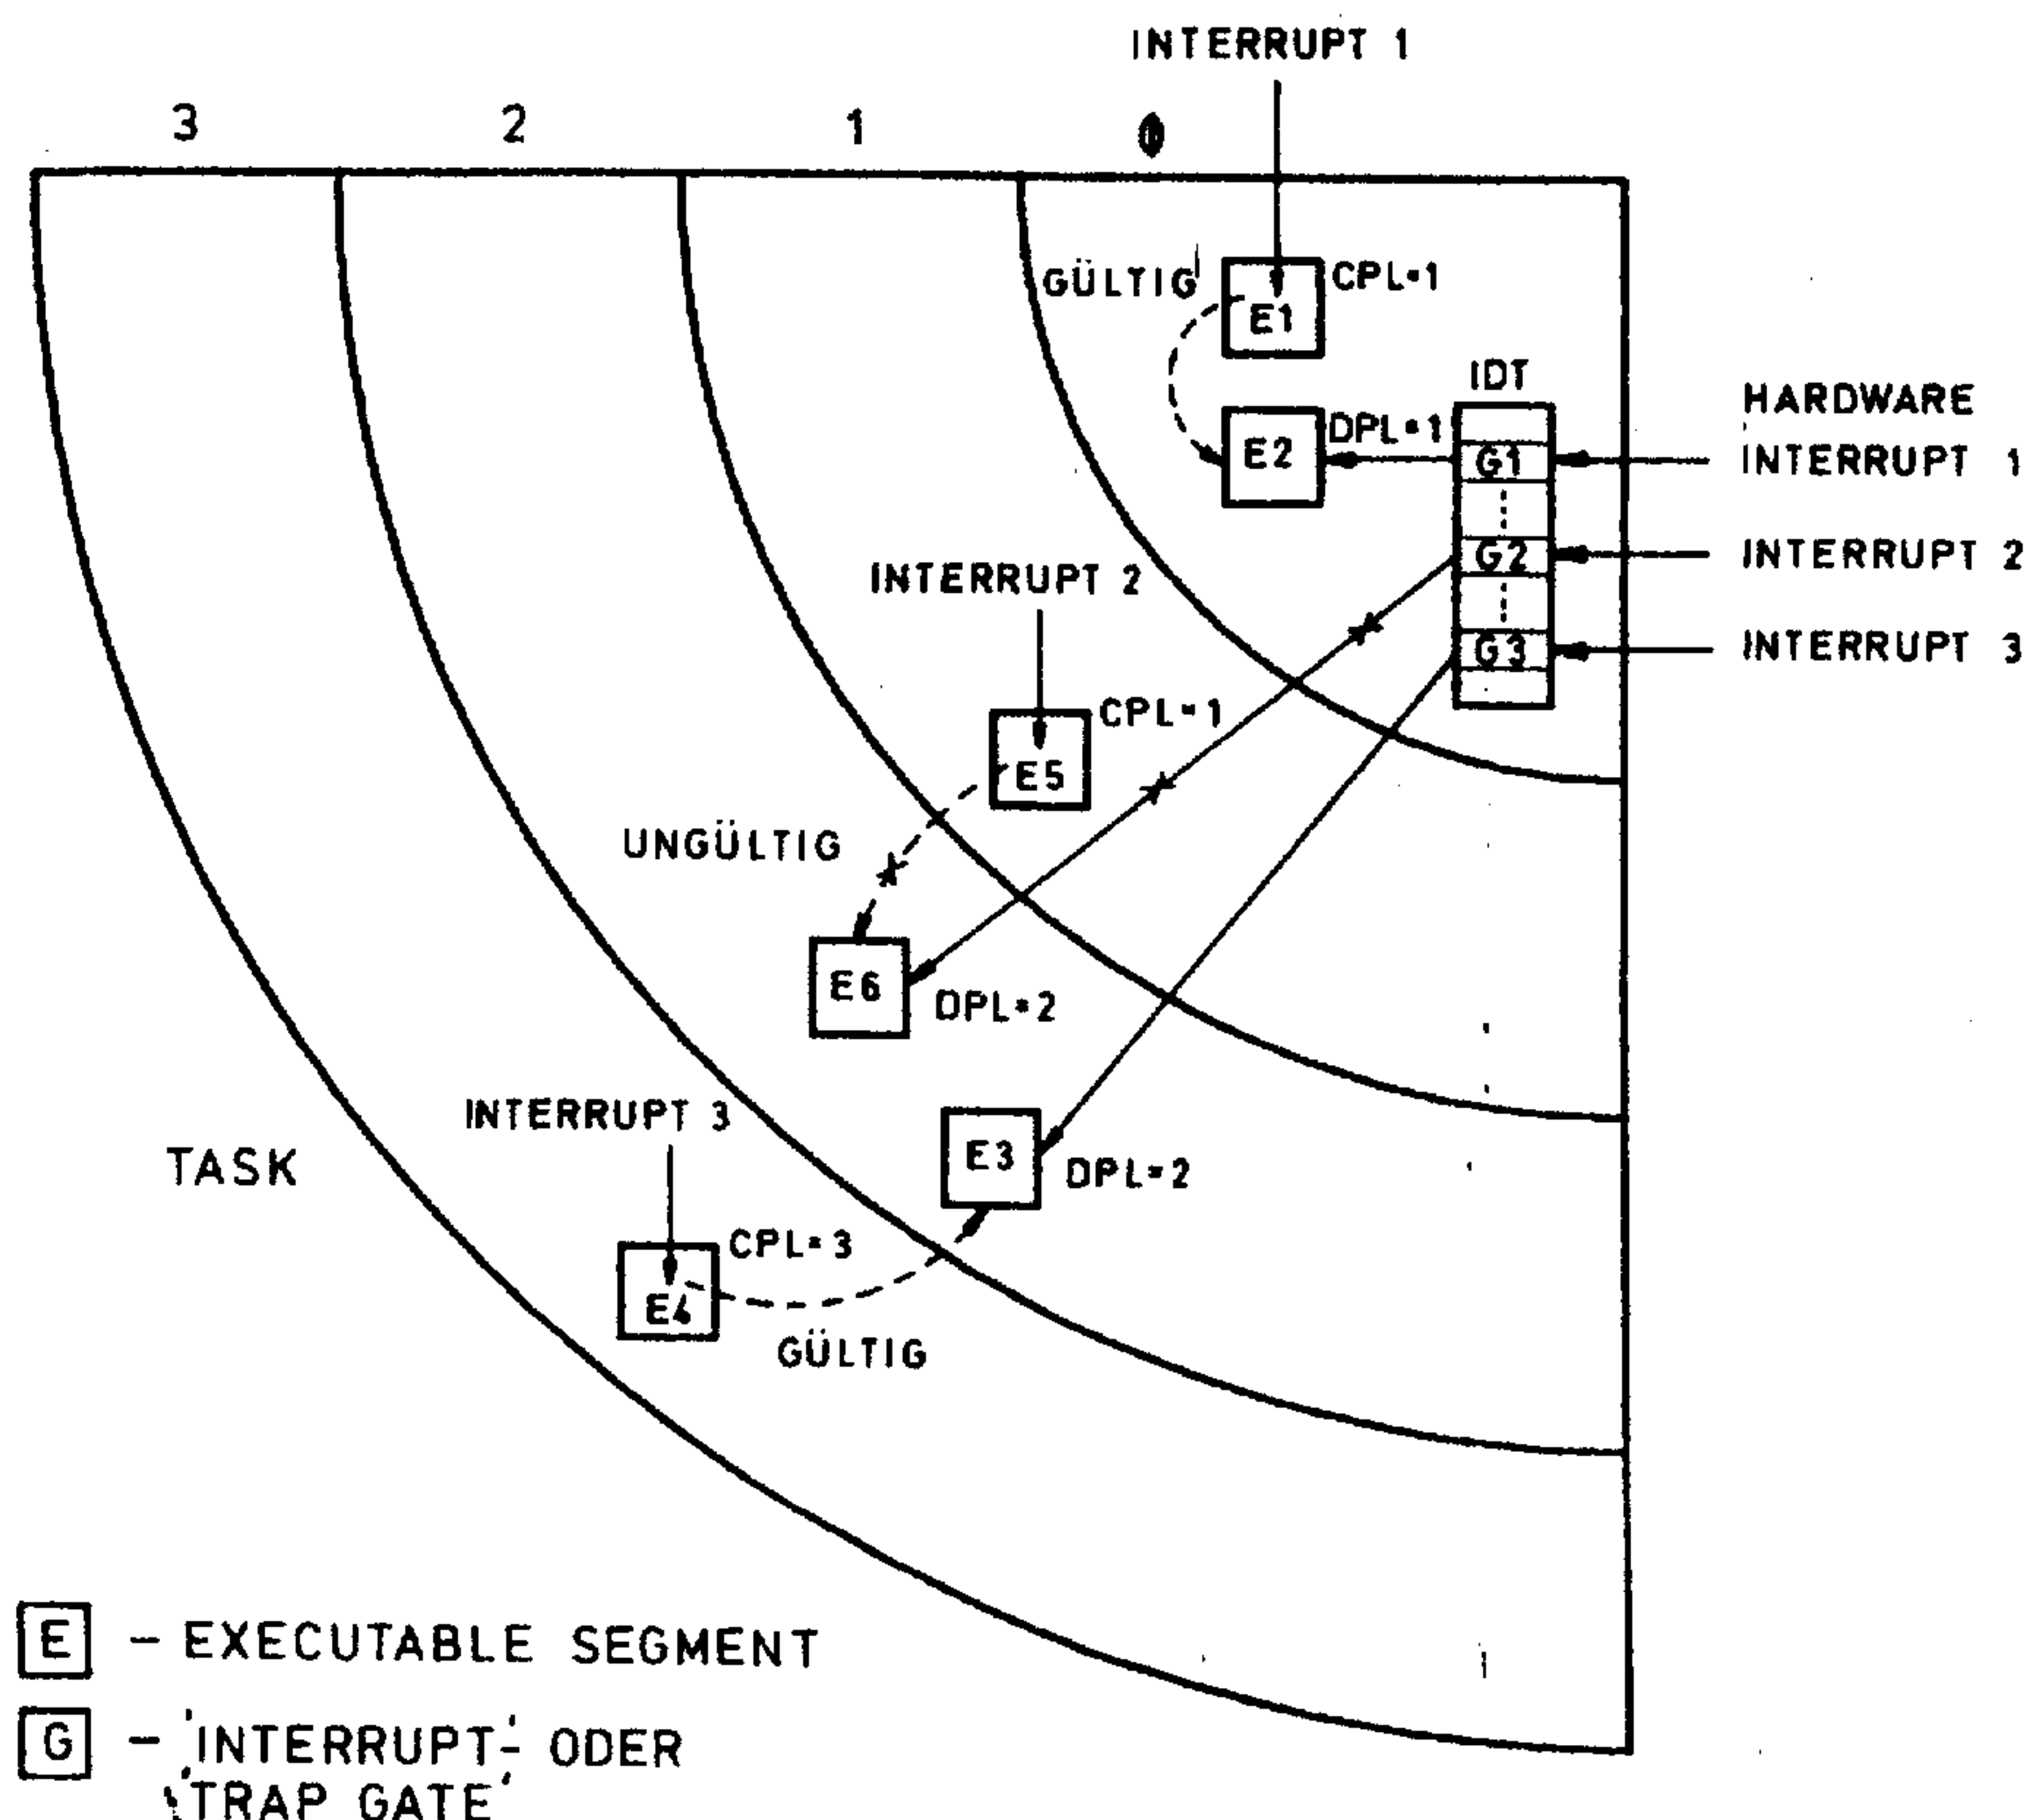 INTERRUPT 1
3 2 1 0
GÜLTIG
CPL=1
E1
IDT
DPL=1
E2
G1
HARDWARE
INTERRUPT 1
G2
INTERRUPT 2
G3
INTERRUPT 3
INTERRUPT 2
CPL=1
E5
UNGÜLTIG
E6
DPL=2
INTERRUPT 3
E3
DPL=2
TASK
CPL=3
E4
GÜLTIG
E - EXECUTABLE SEGMENT
G - 'INTERRUPT'- ODER
'TRAP GATE'